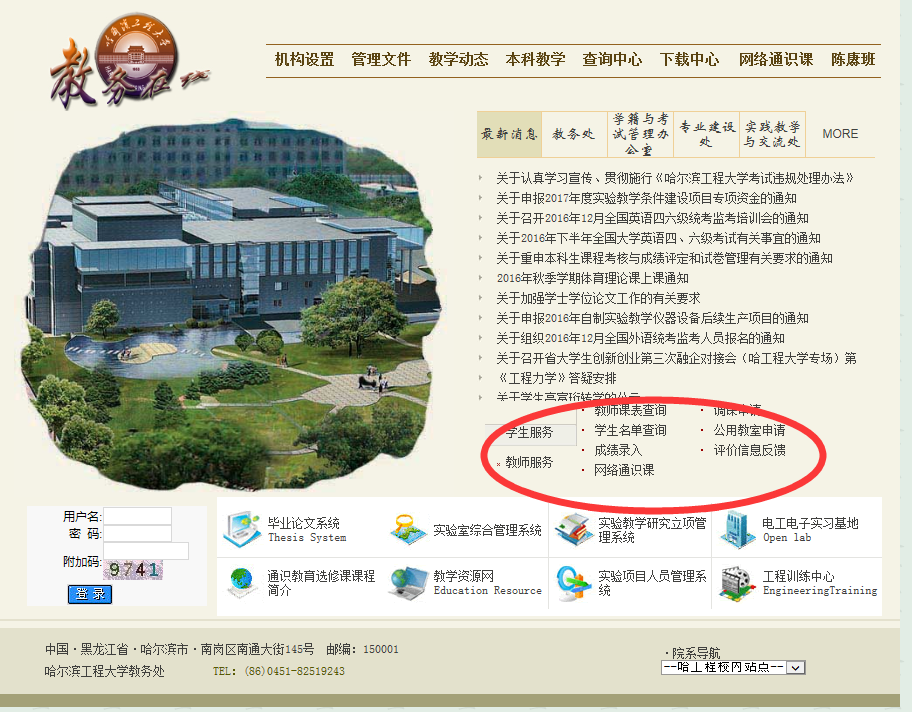 哈尔滨工程大学
教务在线
机构设置 管理文件 教学动态 本科教学 查询中心 下载中心 网络通识课 陈赓班
最新消息 教务处 学籍与考试管理办公室 专业建设处 实践教学与交流处 MORE
关于认真学习宣传、贯彻施行《哈尔滨工程大学考试违规处理办法》
关于申报2017年度实验教学条件建设项目专项资金的通知
关于召开2016年12月全国英语四六级统考监考培训会的通知
关于2016年下半年全国大学英语四、六级考试有关事宜的通知
关于重申本科生课程考核与成绩评定和试卷管理有关要求的通知
2016年秋季学期体育理论课上课通知
关于加强学士学位论文工作的有关要求
关于申报2016年自制实验教学仪器设备后续生产项目的通知
关于组织2016年12月全国外语统考监考人员报名的通知
关于召开省大学生创新创业第三次融企对接会（哈工程大学专场）第
《工程力学》答疑安排
关于学生高富珩转学的公示
教师课表查询 调课申请
学生服务 学生名单查询 公用教室申请
成绩录入 评价信息反馈
教师服务 网络通识课
用户名:
密 码:
附加码:
9741
登 录
毕业论文系统
Thesis System
实验室综合管理系统
实验教学研究立项管理系统
电工电子实习基地
Open lab
通识教育选修课课程简介
教学资源网
Education Resource
实验项目人员管理系统
工程训练中心
EngineeringTraining
中国·黑龙江省·哈尔滨市·南岗区南通大街145号 邮编：150001
哈尔滨工程大学教务处 TEL：(86)0451-82519243
·院系导航
--哈工程校内站点--